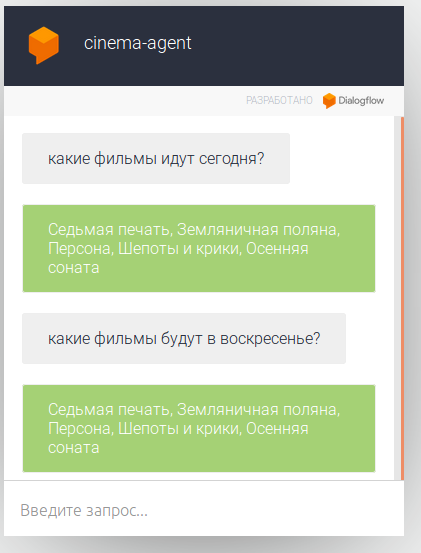 cinema-agent
РАЗРАБОТАНО Dialogflow
какие фильмы идут сегодня?
Седьмая печать, Земляничная поляна,
Персона, Шепоты и крики, Осенняя
соната
какие фильмы будут в воскресенье?
Седьмая печать, Земляничная поляна,
Персона, Шепоты и крики, Осенняя
соната
Введите запрос...